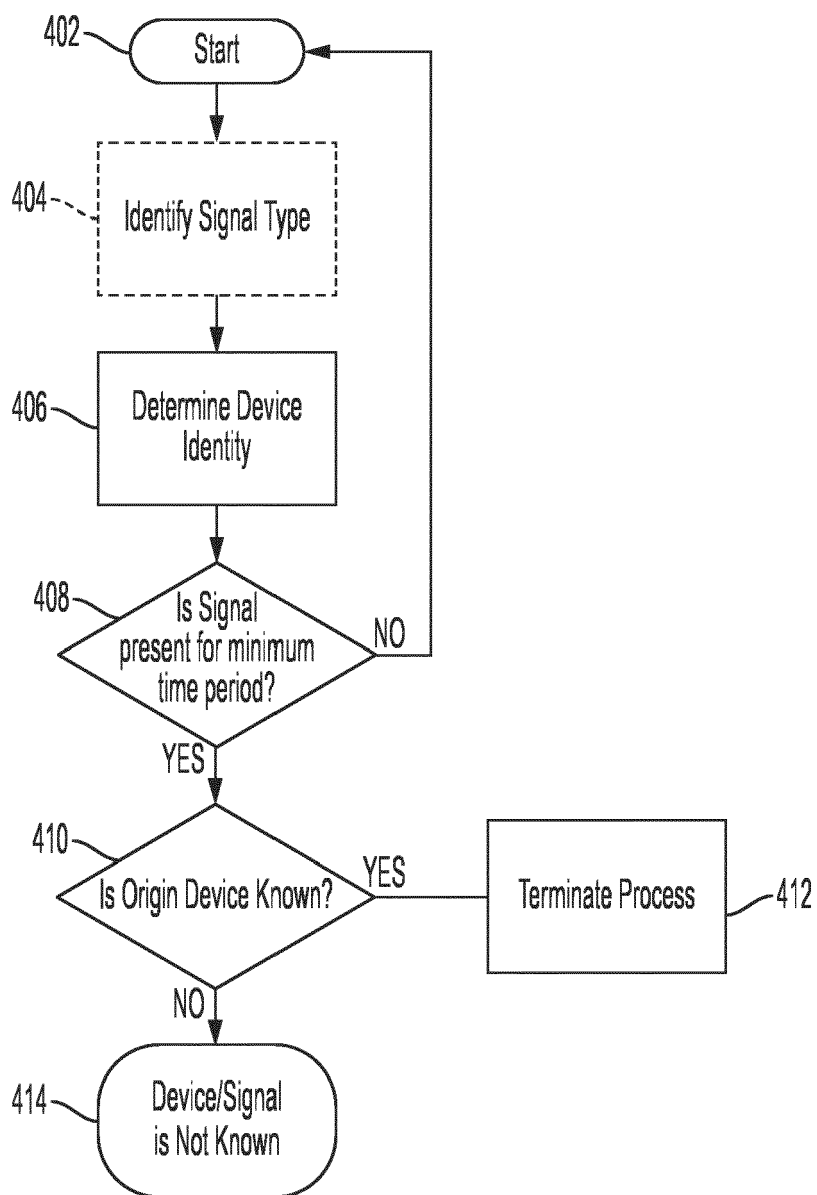 402
Start
404
Identify Signal Type
406
Determine Device
Identity
408
Is Signal
present for minimum
time period?
NO
YES
410
Is Origin Device Known?
YES
Terminate Process
412
NO
414
Device/Signal
is Not Known